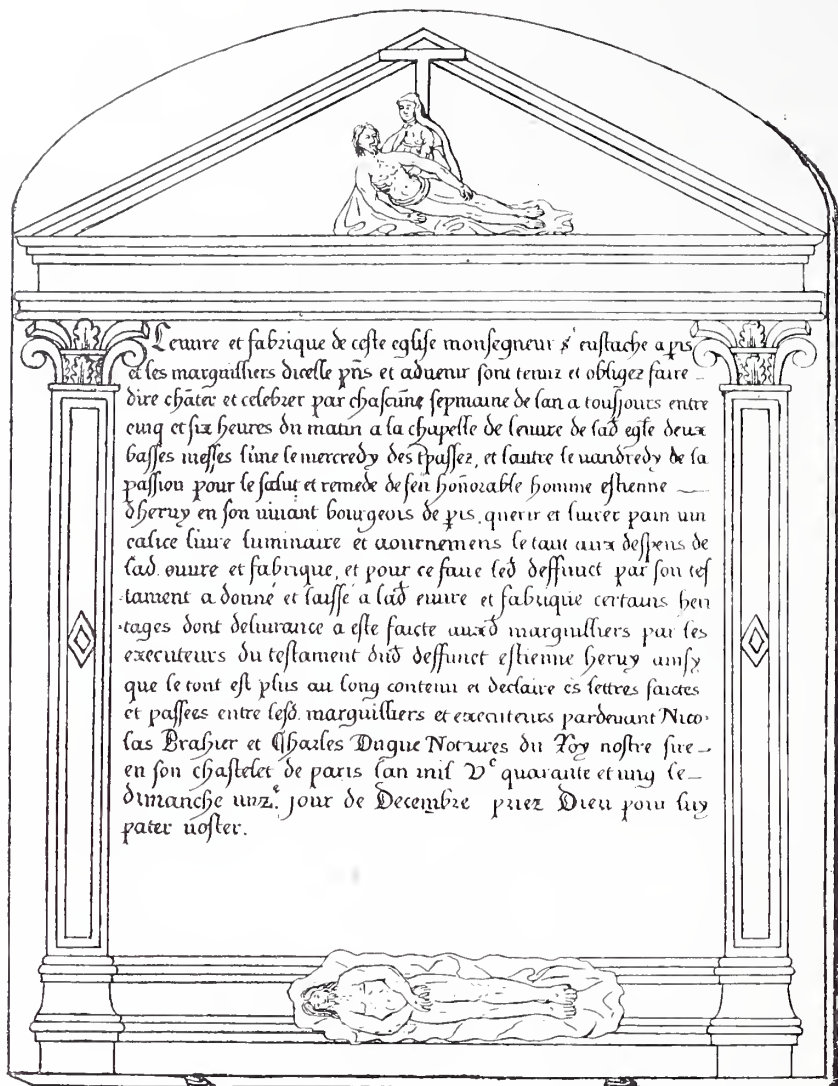 Leuure et fabrique de ceste eglise monsegneur s' eustache a pis
et les marguilliers dicelle pñs et aduenir sont tenuz et obligez faire
dire chãter et celebrer par chascune sepmaine de lan a tousjours entre
cinq et six heures du matin a la chapelle de leuure de lad egle deux
basses messes lune le mercredy des tpassez, et lautre le vandredy de la
passion pour le salut et remede de feu hoñorable homme estienne
dheruy en son viuant bourgeois de pis, querir et liurer pain vin
calice liure luminaire et aournemens le tout aux despens de
lad. euure et fabrique, et pour ce faire led deffunct par son tes
tament a donné et laissé a lad euure et fabrique certains heri
tages dont deliurance a este faicte auxd marguilliers par les
executeurs du testament dud deffunct estienne heruy ainsy
que le tout est plus au long contenu et declaire es lettres faictes
et passees entre lesd. marguilliers et executeurs pardeuant Nico
las Brahier et Charles Duque Notaires du Roy nostre sire
en son chastelet de paris lan mil Vc quarante et ung le
dimanche unze. jour de Decembre priez Dieu pour luy
pater noster.